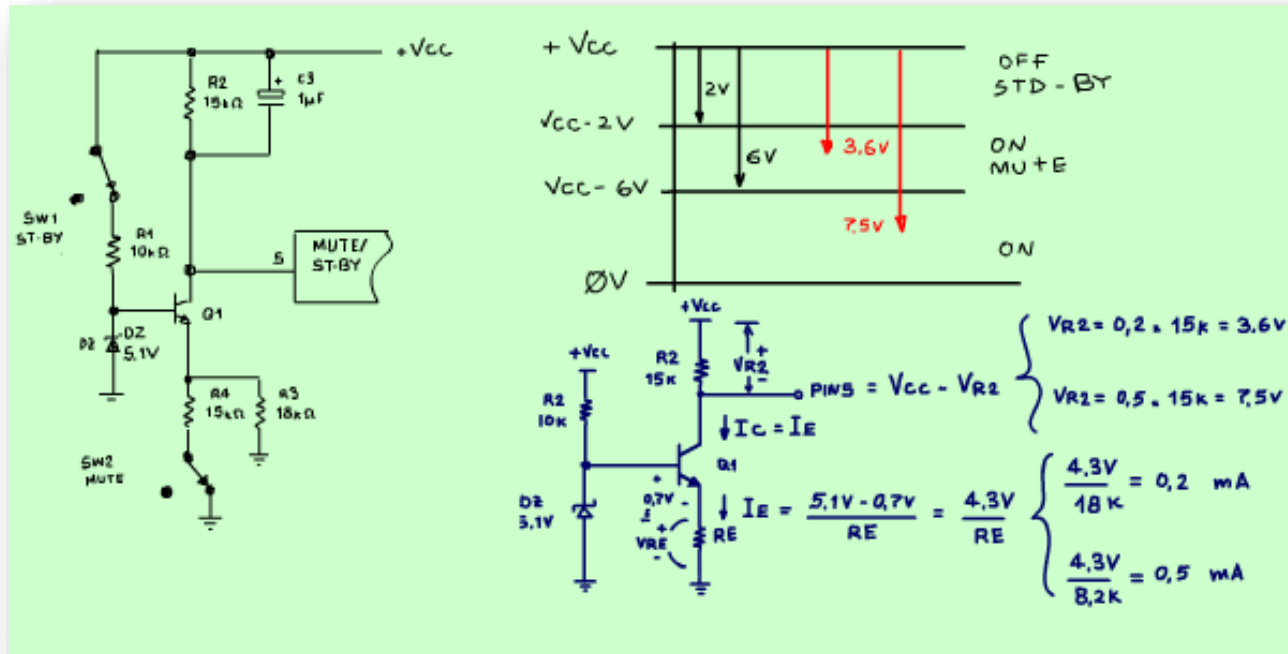 +VCC
R2
15kΩ
+
C3
1µF
SW1
ST-BY
R1
10kΩ
5
MUTE/
ST-BY
Q1
DZ
DZ
5.1V
R4
15kΩ
R3
18kΩ
SW2
MUTE
+ VCC
OFF
STD-BY
2V
VCC-2V
ON
MUTE
6V
3,6V
VCC - 6V
7,5V
ON
ØV
+Vcc
R2
15K
+
VR2
-
PIN5 = VCC - VR2
VR2 = 0,2 . 15K = 3.6V
VR2 = 0,5 . 15K = 7,5V
+Vcc
R2
10K
↓ IC = IE
Q1
DZ
5,1V
+
0,7V
-
+
VRE
-
RE
↓ IE = 5,1V - 0,7V / RE = 4,3V / RE
4,3V / 18K = 0,2 mA
4,3V / 8,2K = 0,5 mA